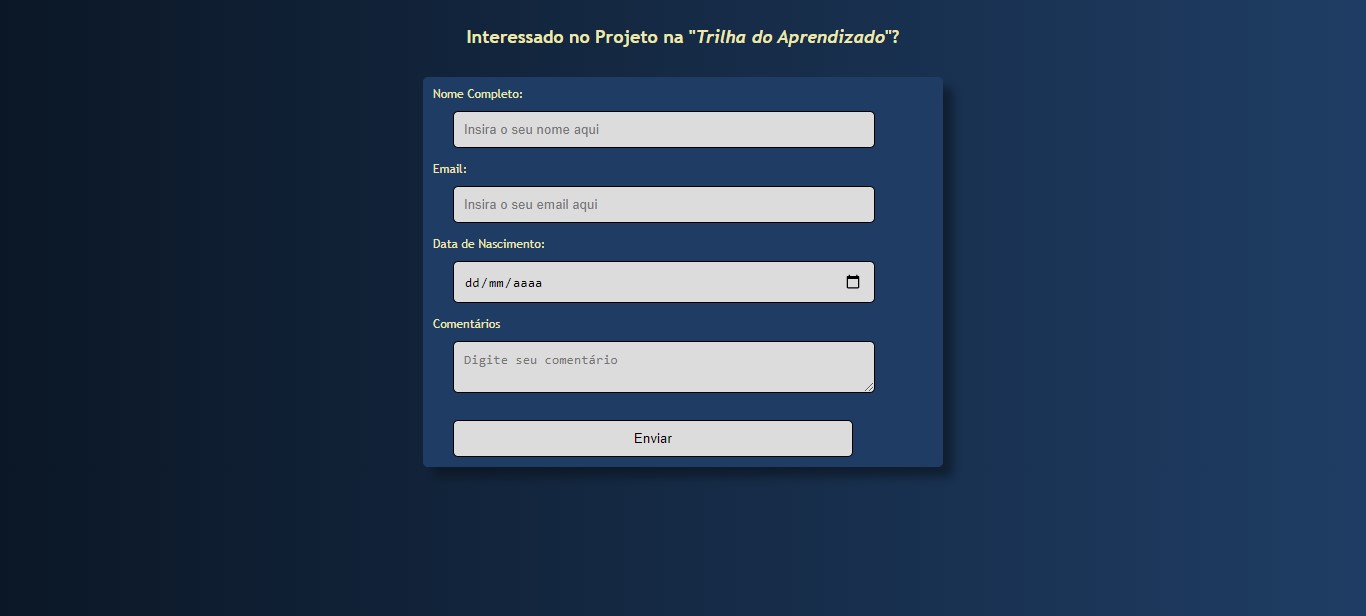 Interessado no Projeto na "Trilha do Aprendizado"?
Nome Completo:
Insira o seu nome aqui
Email:
Insira o seu email aqui
Data de Nascimento:
dd/mm/aaaa
Comentários
Digite seu comentário
Enviar